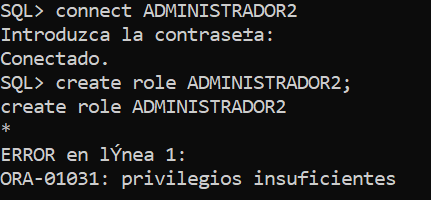 SQL> connect ADMINISTRADOR2
Introduzca la contrase±a:
Conectado.
SQL> create role ADMINISTRADOR2;
create role ADMINISTRADOR2
*
ERROR en lÝnea 1:
ORA-01031: privilegios insuficientes